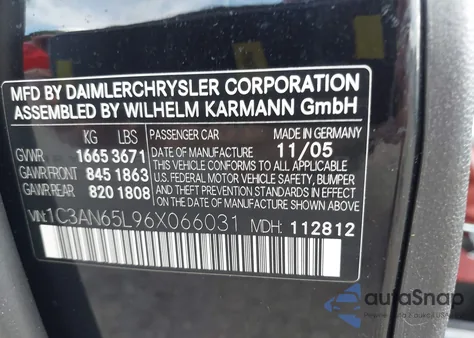 MFD BY DAIMLERCHRYSLER CORPORATION
ASSEMBLED BY WILHELM KARMANN GmbH
KG LBS PASSENGER CAR MADE IN GERMANY
GVWR 1665 3671 DATE OF MANUFACTURE 11/05
GAWR.FRONT 845 1863 THIS VEHICLE CONFORMS TO ALL APPLICABLE
GAWR.REAR 820 1808 U.S. FEDERAL MOTOR VEHICLE SAFETY, BUMPER
AND THEFT PREVENTION STANDARDS IN EFFECT
ON THE DATE OF MANUFACTURE SHOWN ABOVE
VIN: 1C3AN65L96X066031 MDH: 112812
autaSnap